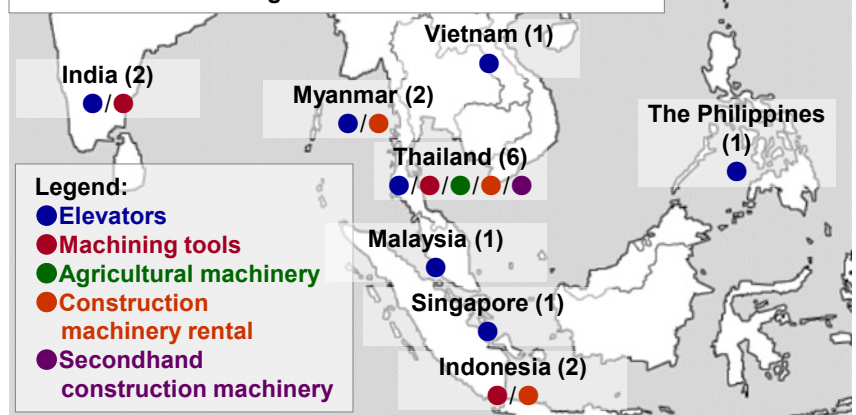 Vietnam (1)
India (2)
/
Myanmar (2)
/
The Philippines
(1)
Thailand (6)
/ / / /
Legend:
Elevators
Machining tools
Agricultural machinery
Construction
machinery rental
Secondhand
construction machinery
Malaysia (1)
Singapore (1)
Indonesia (2)
/